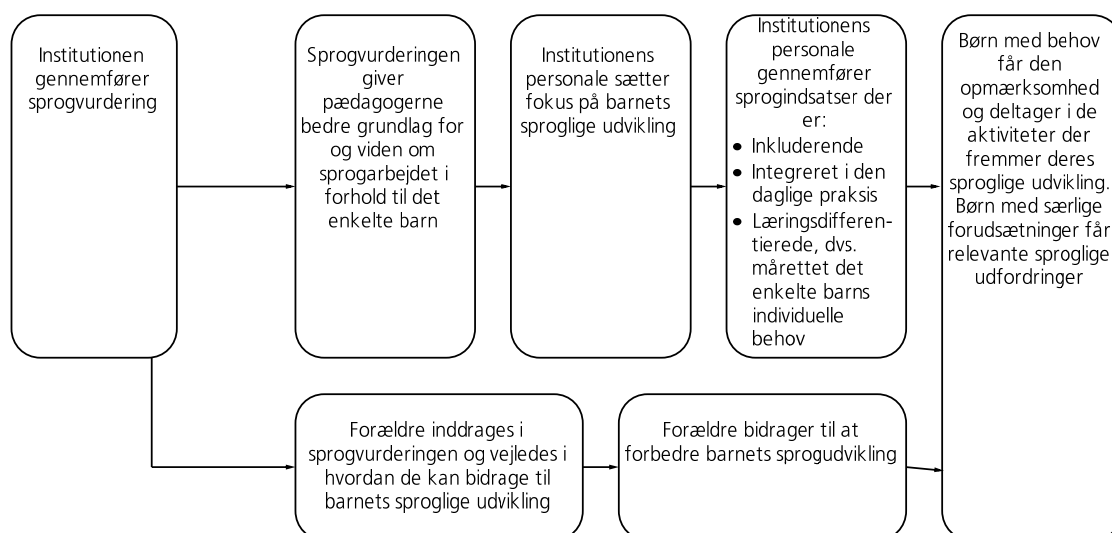 Institutionen
gennemfører
sprogvurdering
Sprogvurderingen
giver
pædagogerne
bedre grundlag for
og viden om
sprogarbejdet i
forhold til det
enkelte barn
Institutionens
personale sætter
fokus på barnets
sproglige udvikling
Institutionens
personale
gennemfører
sprogindsatser der
er:
• Inkluderende
• Integreret i den
daglige praksis
• Læringsdifferen-
tierede, dvs.
mårettet det
enkelte barns
individuelle
behov
Børn med behov
får den
opmærksomhed
og deltager i de
aktiviteter der
fremmer deres
sproglige udvikling.
Børn med særlige
forudsætninger får
relevante sproglige
udfordringer
Forældre inddrages i
sprogvurderingen og vejledes i
hvordan de kan bidrage til
barnets sproglige udvikling
Forældre bidrager til at
forbedre barnets sprogudvikling